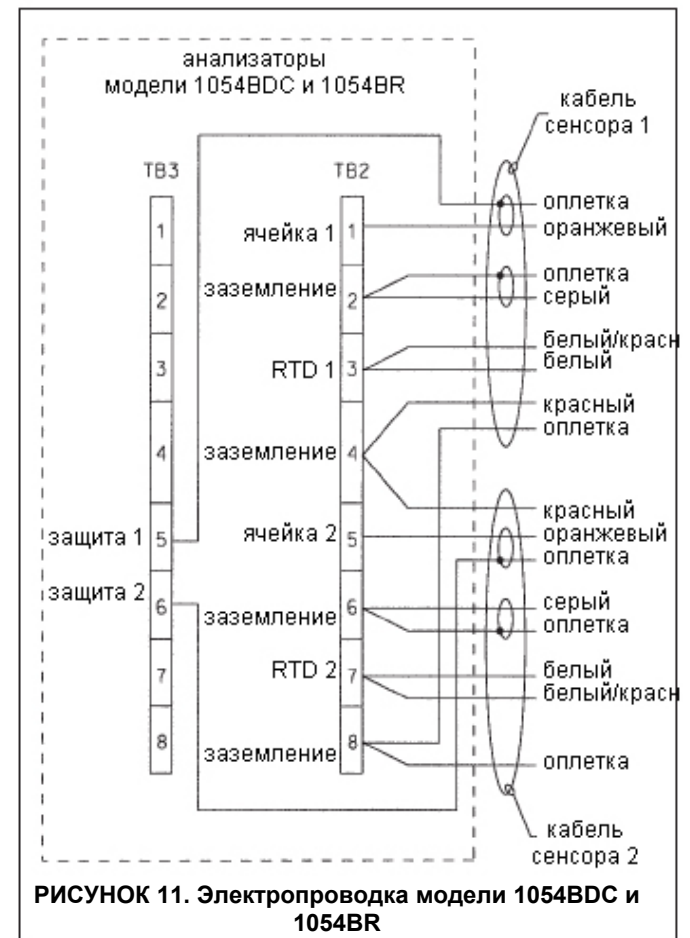 анализаторы
модели 1054BDC и 1054BR
кабель
сенсора 1
TB3
TB2
1
2
3
4
защита 1 5
защита 2 6
7
8
ячейка 1 1
заземление 2
RTD 1 3
заземление 4
ячейка 2 5
заземление 6
RTD 2 7
заземление 8
оплетка
оранжевый
оплетка
серый
белый/красн
белый
красный
оплетка
красный
оранжевый
оплетка
серый
оплетка
белый
белый/красн
оплетка
кабель
сенсора 2
РИСУНОК 11. Электропроводка модели 1054BDC и
1054BR